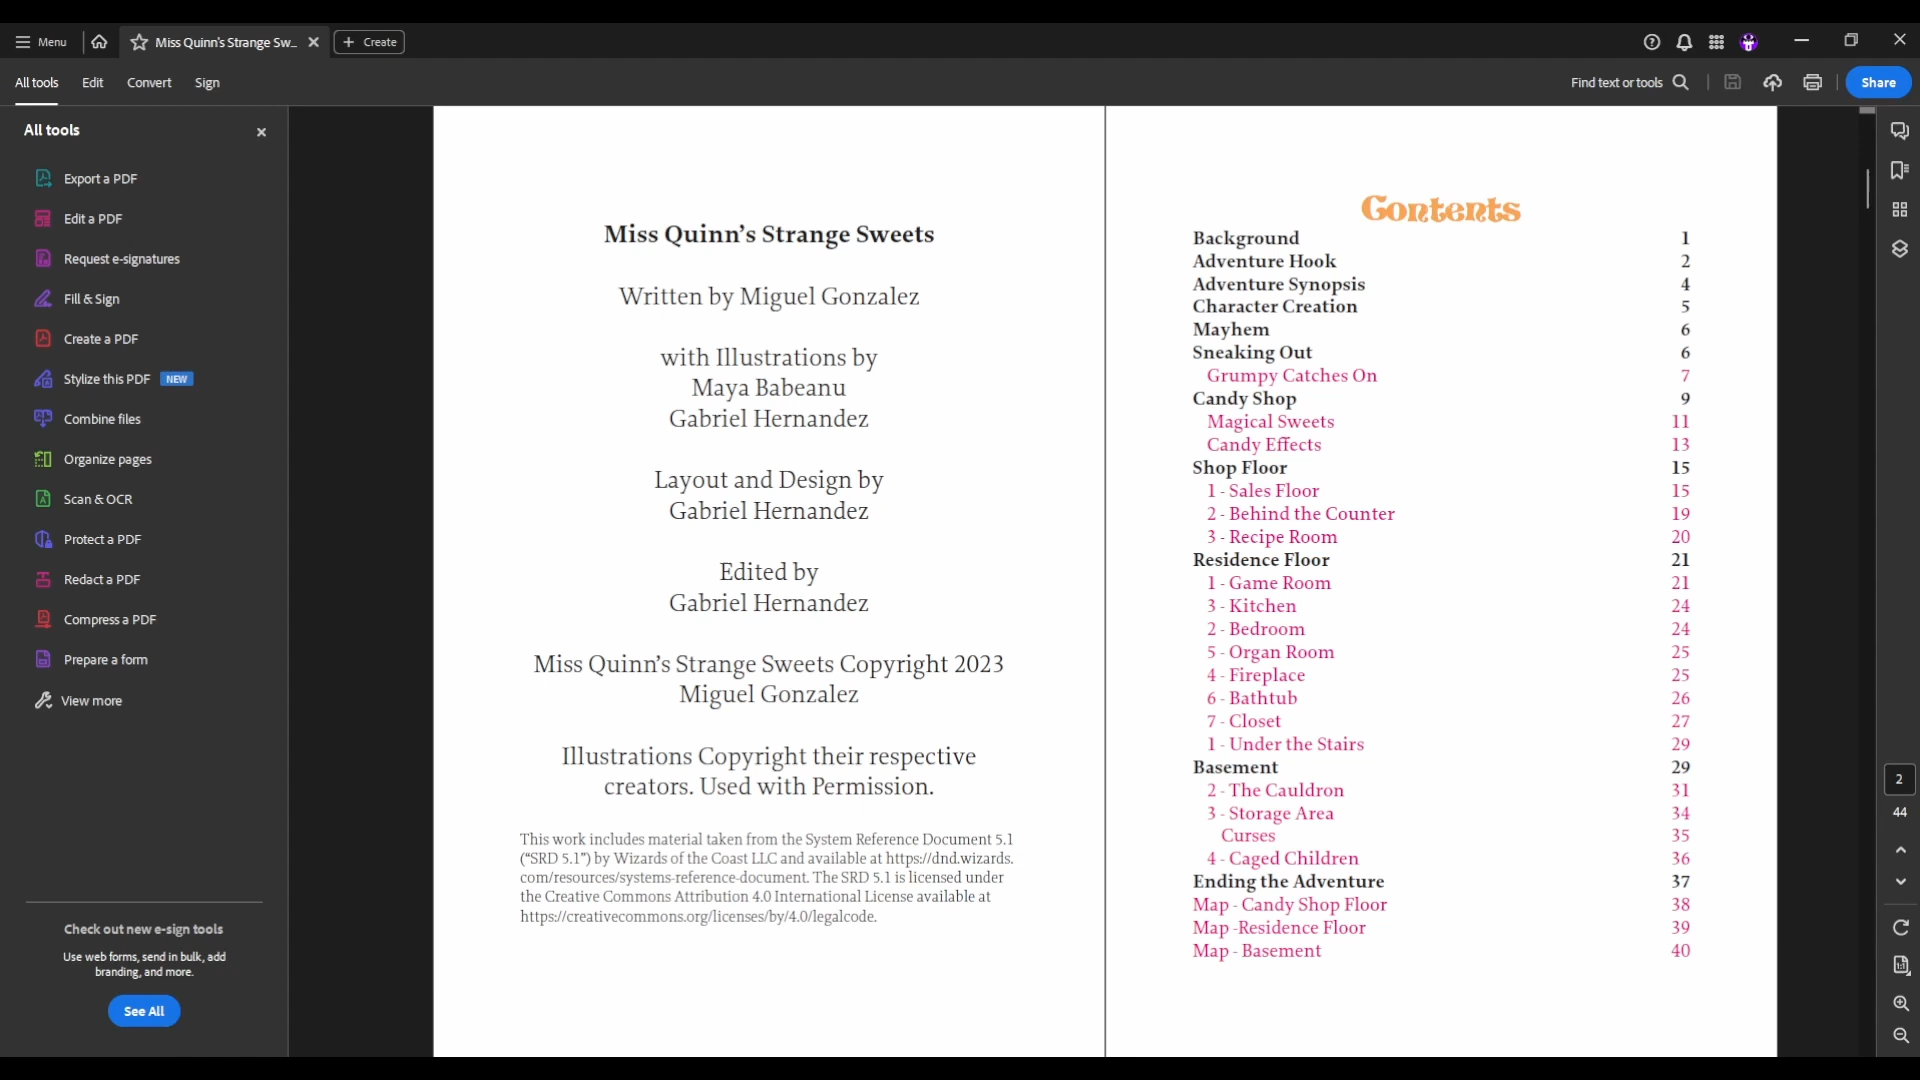 Menu
Miss Quinn's Strange Sw...
Create
All tools
Edit
Convert
Sign
Find text or tools
Share
All tools
Export a PDF
Edit a PDF
Request e-signatures
Fill & Sign
Create a PDF
Stylize this PDF NEW
Combine files
Organize pages
Scan & OCR
Protect a PDF
Redact a PDF
Compress a PDF
Prepare a form
View more
Check out new e-sign tools
Use web forms, send in bulk, add
branding, and more.
See All
Miss Quinn’s Strange Sweets
Written by Miguel Gonzalez
with Illustrations by
Maya Babeanu
Gabriel Hernandez
Layout and Design by
Gabriel Hernandez
Edited by
Gabriel Hernandez
Miss Quinn’s Strange Sweets Copyright 2023
Miguel Gonzalez
Illustrations Copyright their respective
creators. Used with Permission.
This work includes material taken from the System Reference Document 5.1
(“SRD 5.1”) by Wizards of the Coast LLC and available at https://dnd.wizards.
com/resources/systems-reference-document. The SRD 5.1 is licensed under
the Creative Commons Attribution 4.0 International License available at
https://creativecommons.org/licenses/by/4.0/legalcode.
Contents
Background 1
Adventure Hook 2
Adventure Synopsis 4
Character Creation 5
Mayhem 6
Sneaking Out 6
Grumpy Catches On 7
Candy Shop 9
Magical Sweets 11
Candy Effects 13
Shop Floor 15
1 - Sales Floor 15
2 - Behind the Counter 19
3 - Recipe Room 20
Residence Floor 21
1 - Game Room 21
3 - Kitchen 24
2 - Bedroom 24
5 - Organ Room 25
4 - Fireplace 25
6 - Bathtub 26
7 - Closet 27
1 - Under the Stairs 29
Basement 29
2 - The Cauldron 31
3 - Storage Area 34
Curses 35
4 - Caged Children 36
Ending the Adventure 37
Map - Candy Shop Floor 38
Map -Residence Floor 39
Map - Basement 40
2
44